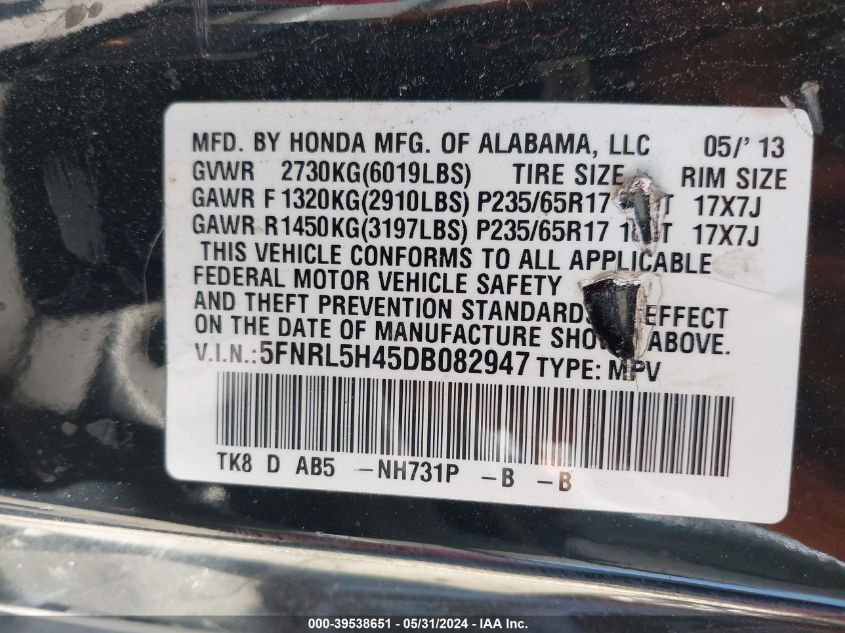 MFD. BY HONDA MFG. OF ALABAMA, LLC 05/' 13
GVWR 2730KG(6019LBS) TIRE SIZE RIM SIZE
GAWR F 1320KG(2910LBS) P235/65R17 T 17X7J
GAWR R1450KG(3197LBS) P235/65R17 T 17X7J
THIS VEHICLE CONFORMS TO ALL APPLICABLE
FEDERAL MOTOR VEHICLE SAFETY
AND THEFT PREVENTION STANDARDS EFFECT
ON THE DATE OF MANUFACTURE ABOVE.
V.I.N.:5FNRL5H45DB082947 TYPE: MPV
TK8 D AB5 -NH731P -B -B
000-39538651 - 05/31/2024 - IAA Inc.